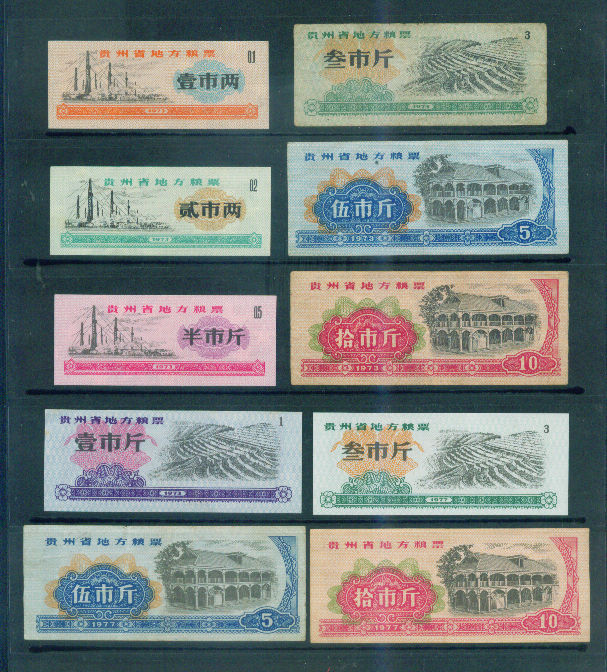 贵州省地方粮票
01
壹市两
1973
贵州省地方粮票
3
叁市斤
贵州省地方粮票
02
贰市两
1973
贵州省地方粮票
伍市斤
1973
5
贵州省地方粮票
05
半市斤
1973
贵州省地方粮票
拾市斤
1973
10
贵州省地方粮票
1
壹市斤
1973
贵州省地方粮票
3
叁市斤
1977
贵州省地方粮票
伍市斤
1977
5
贵州省地方粮票
拾市斤
1977
10